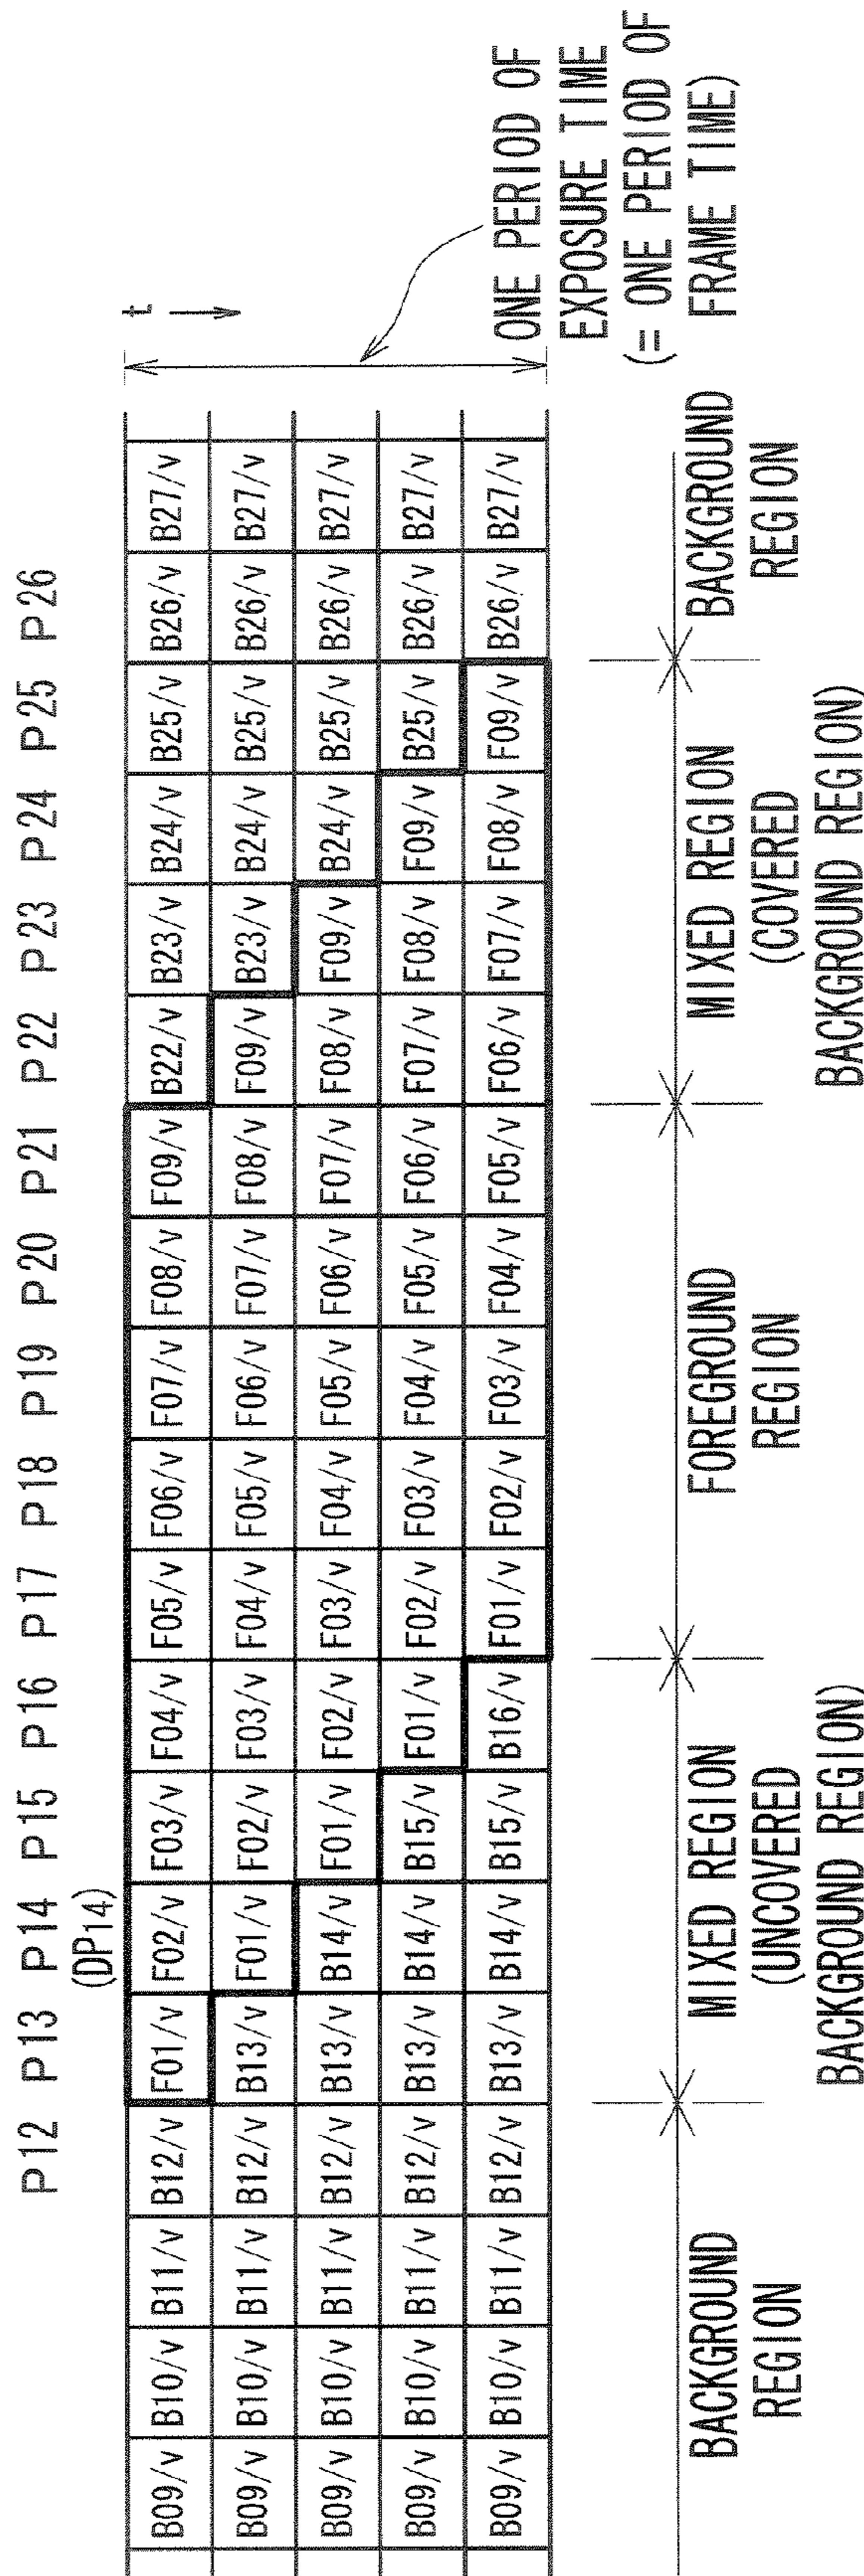 P12 P13 P14 P15 P16 P17 P18 P19 P20 P21 P22 P23 P24 P25 P26
(DP14)
B09/v B10/v B11/v B12/v F01/v F02/v F03/v F04/v F05/v F06/v F07/v F08/v F09/v B22/v B23/v B24/v B25/v B26/v B27/v
B09/v B10/v B11/v B12/v B13/v F01/v F02/v F03/v F04/v F05/v F06/v F07/v F08/v F09/v B23/v B24/v B25/v B26/v B27/v
B09/v B10/v B11/v B12/v B13/v B14/v F01/v F02/v F03/v F04/v F05/v F06/v F07/v F08/v F09/v B24/v B25/v B26/v B27/v
B09/v B10/v B11/v B12/v B13/v B14/v B15/v F01/v F02/v F03/v F04/v F05/v F06/v F07/v F08/v F09/v B25/v B26/v B27/v
B09/v B10/v B11/v B12/v B13/v B14/v B15/v B16/v F01/v F02/v F03/v F04/v F05/v F06/v F07/v F08/v F09/v B26/v B27/v
t
ONE PERIOD OF
EXPOSURE TIME
(= ONE PERIOD OF
FRAME TIME)
BACKGROUND
REGION
MIXED REGION
(UNCOVERED
BACKGROUND REGION)
FOREGROUND
REGION
MIXED REGION
(COVERED
BACKGROUND REGION)
BACKGROUND
REGION